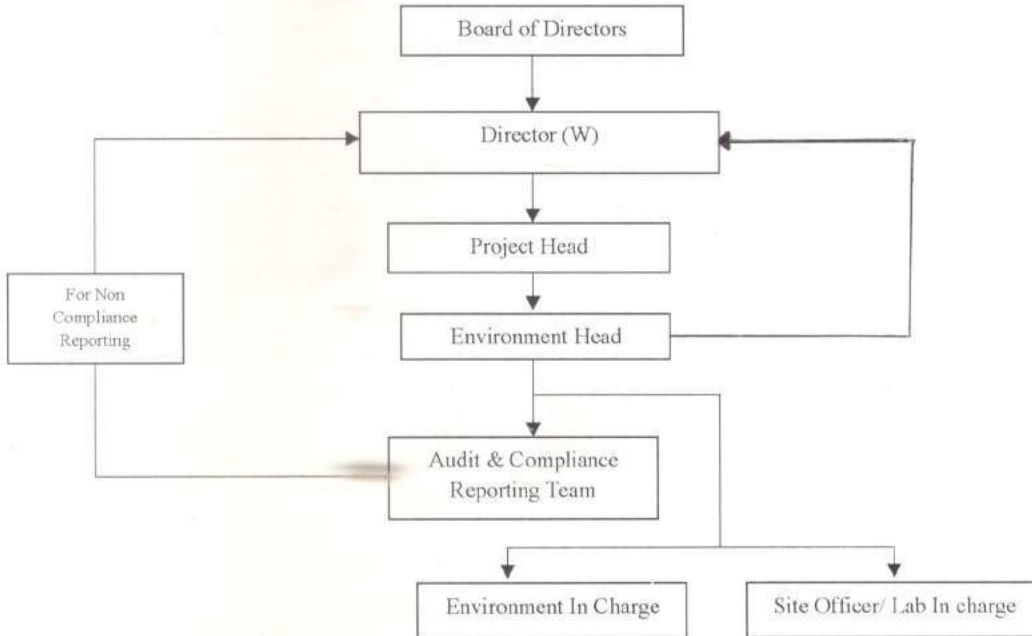 Board of Directors
Director (W)
Project Head
For Non
Compliance
Reporting
Environment Head
Audit & Compliance
Reporting Team
Environment In Charge
Site Officer/ Lab In charge